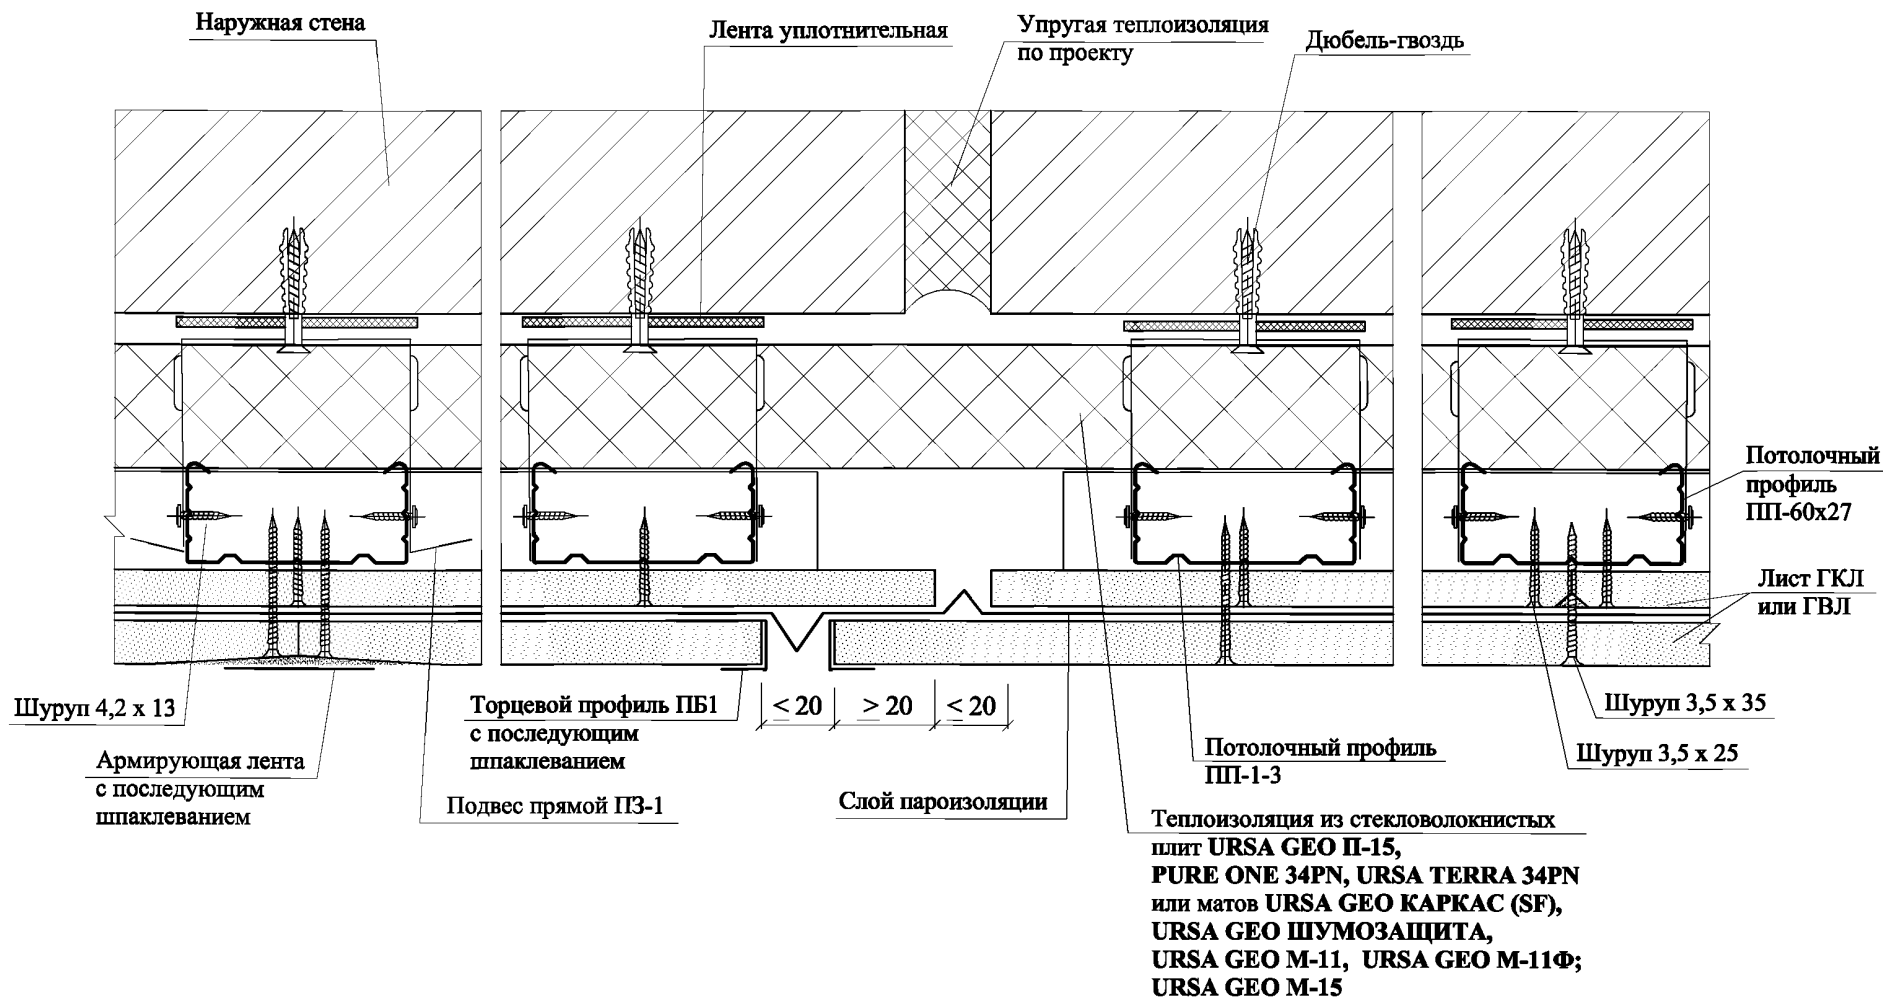 Наружная стена
Лента уплотнительная
Упругая теплоизоляция
по проекту
Дюбель-гвоздь
Потолочный
профиль
ПП-60х27
Лист ГКЛ
или ГВЛ
Шуруп 4,2 х 13
Армирующая лента
с последующим
шпаклеванием
Подвес прямой ПЗ-1
Торцевой профиль ПБ1
с последующим
шпаклеванием
< 20
> 20
< 20
Слой пароизоляции
Потолочный профиль
ПП-1-3
Шуруп 3,5 х 35
Шуруп 3,5 х 25
Теплоизоляция из стекловолокнистых
плит URSA GEO П-15,
PURE ONE 34PN, URSA TERRA 34PN
или матов URSA GEO КАРКАС (SF),
URSA GEO ШУМОЗАЩИТА,
URSA GEO М-11, URSA GEO М-11Ф;
URSA GEO М-15